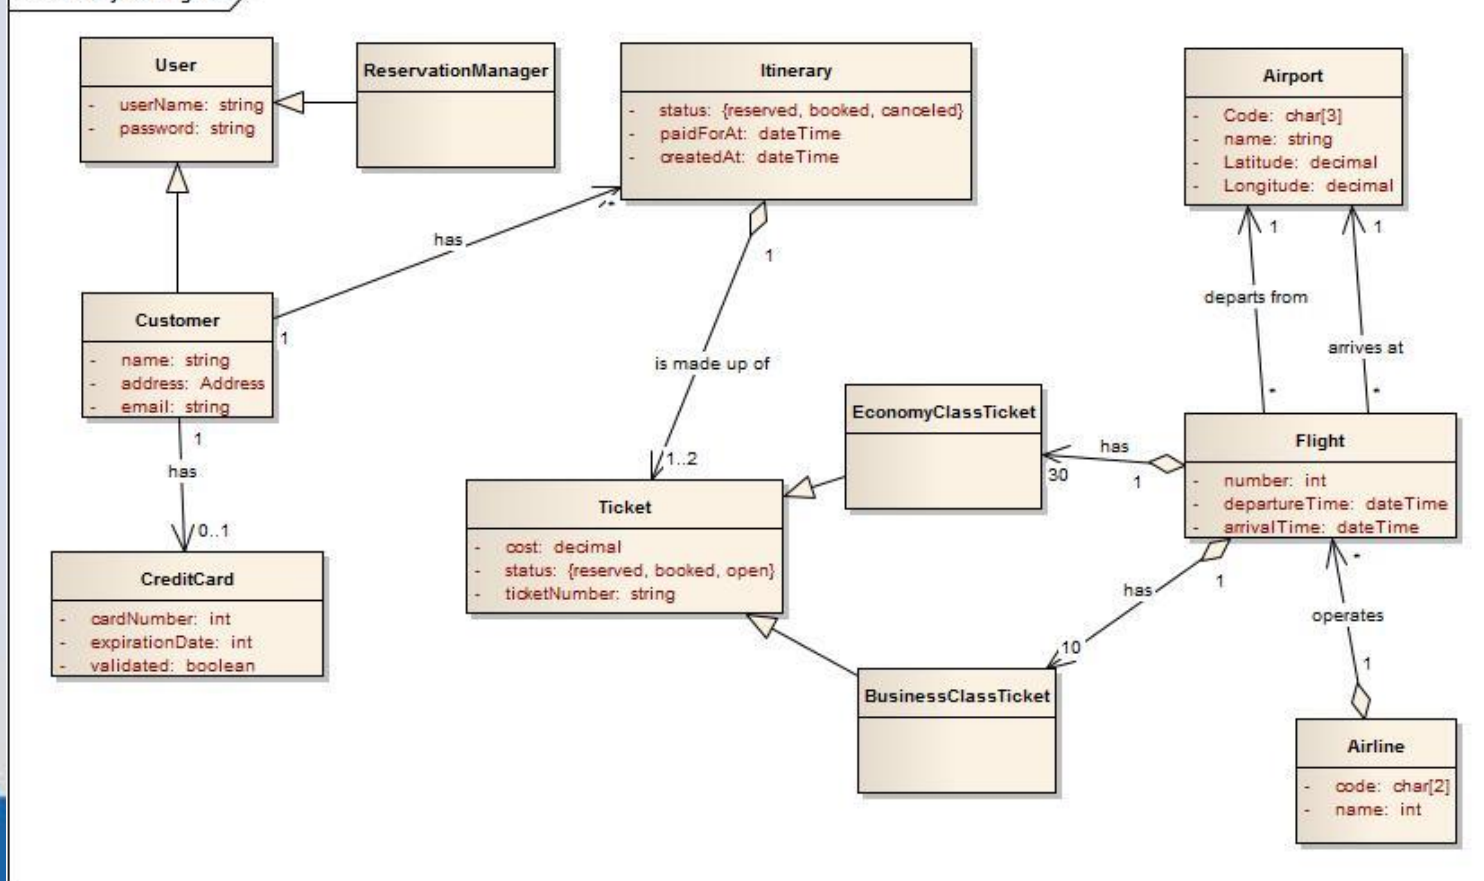 User
- userName: string
- password: string
ReservationManager
Itinerary
- status: {reserved, booked, canceled}
- paidForAt: dateTime
- createdAt: dateTime
Airport
- Code: char[3]
- name: string
- Latitude: decimal
- Longitude: decimal
*
has
1
1
1
1
departs from
arrives at
Customer
- name: string
- address: Address
- email: string
1
is made up of
*
*
EconomyClassTicket
has
30
1
Flight
- number: int
- departureTime: dateTime
- arrivalTime: dateTime
1
has
0..1
1..2
Ticket
- cost: decimal
- status: {reserved, booked, open}
- ticketNumber: string
CreditCard
- cardNumber: int
- expirationDate: int
- validated: boolean
1
has
10
*
operates
1
BusinessClassTicket
Airline
- code: char[2]
- name: int